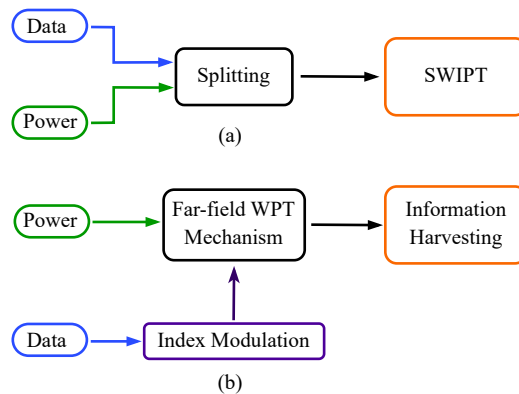 Data
Splitting
SWIPT
Power
(a)
Power
Far-field WPT
Mechanism
Information
Harvesting
Data
Index Modulation
(b)